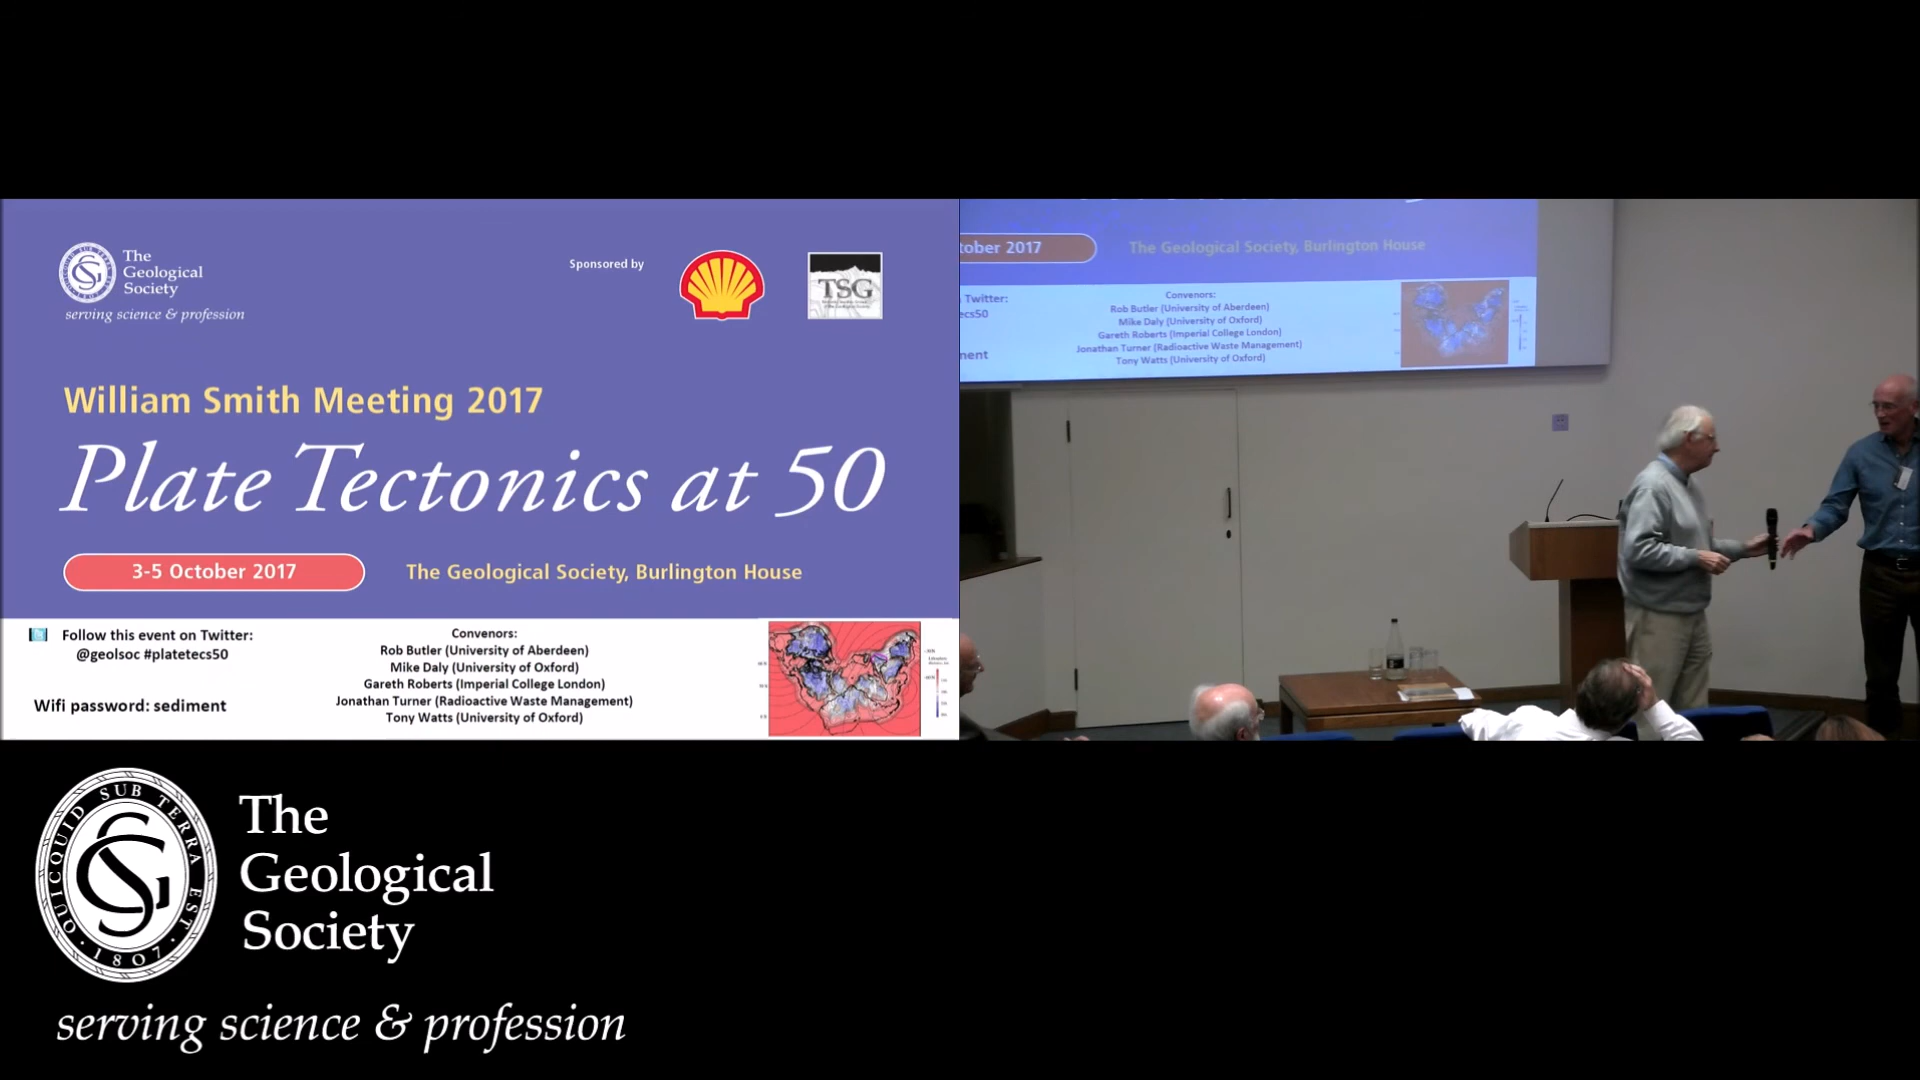 The
Geological
Society
serving science & profession
Sponsored by
TSG
William Smith Meeting 2017
Plate Tectonics at 50
3-5 October 2017
The Geological Society, Burlington House
Follow this event on Twitter:
@geolsoc #platetecs50
Wifi password: sediment
Convenors:
Rob Butler (University of Aberdeen)
Mike Daly (University of Oxford)
Gareth Roberts (Imperial College London)
Jonathan Turner (Radioactive Waste Management)
Tony Watts (University of Oxford)
tober 2017
The Geological Society, Burlington House
Twitter:
ecs50
ment
Convenors:
Rob Butler (University of Aberdeen)
Mike Daly (University of Oxford)
Gareth Roberts (Imperial College London)
Jonathan Turner (Radioactive Waste Management)
Tony Watts (University of Oxford)
QUICQUID SUB TERRA EST
1807
The
Geological
Society
serving science & profession